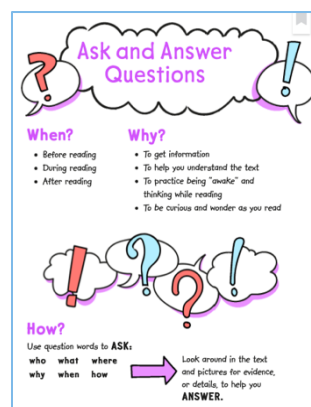 Ask and Answer
Questions
When?
• Before reading
• During reading
• After reading
Why?
• To get information
• To help you understand the text
• To practice being "awake" and
thinking while reading
• To be curious and wonder as you read
How?
Use question words to ASK:
who what where
why when how
Look around in the text
and pictures for evidence,
or details, to help you
ANSWER.